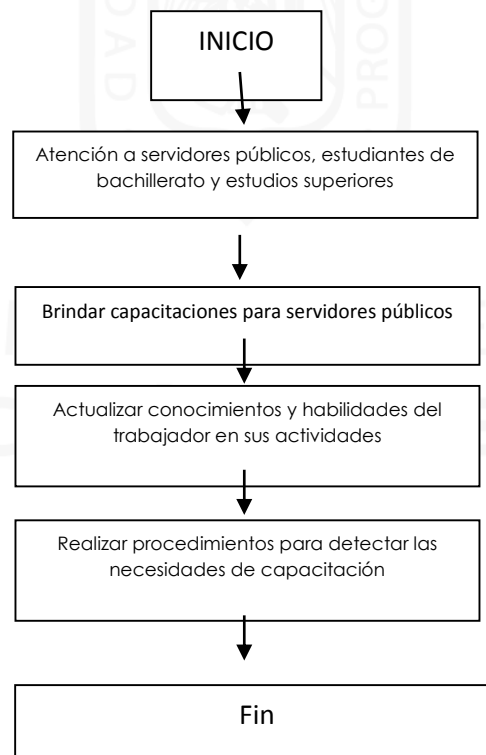 INICIO
Atención a servidores públicos, estudiantes de
bachillerato y estudios superiores
Brindar capacitaciones para servidores públicos
Actualizar conocimientos y habilidades del
trabajador en sus actividades
Realizar procedimientos para detectar las
necesidades de capacitación
Fin